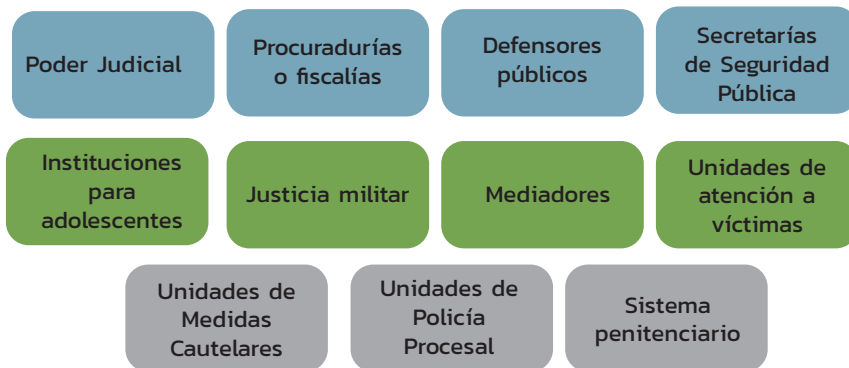 Poder Judicial
Procuradurías
o fiscalías
Defensores
públicos
Secretarías
de Seguridad
Pública
Instituciones
para
adolescentes
Justicia militar
Mediadores
Unidades de
atención a
víctimas
Unidades de
Medidas
Cautelares
Unidades de
Policía
Procesal
Sistema
penitenciario